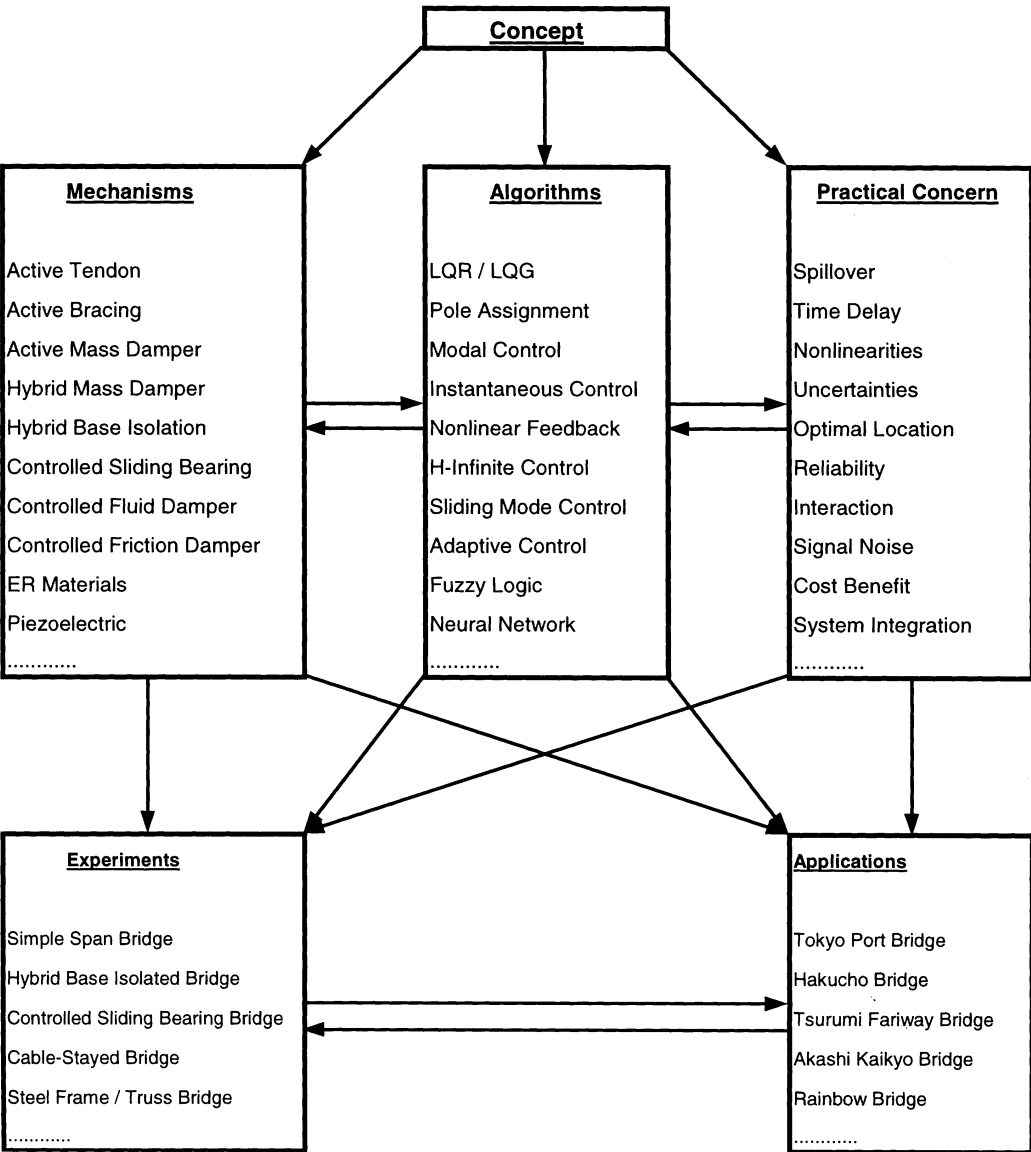 Concept
Mechanisms
Active Tendon
Active Bracing
Active Mass Damper
Hybrid Mass Damper
Hybrid Base Isolation
Controlled Sliding Bearing
Controlled Fluid Damper
Controlled Friction Damper
ER Materials
Piezoelectric
............
Algorithms
LQR / LQG
Pole Assignment
Modal Control
Instantaneous Control
Nonlinear Feedback
H-Infinite Control
Sliding Mode Control
Adaptive Control
Fuzzy Logic
Neural Network
............
Practical Concern
Spillover
Time Delay
Nonlinearities
Uncertainties
Optimal Location
Reliability
Interaction
Signal Noise
Cost Benefit
System Integration
............
Experiments
Simple Span Bridge
Hybrid Base Isolated Bridge
Controlled Sliding Bearing Bridge
Cable-Stayed Bridge
Steel Frame / Truss Bridge
............
Applications
Tokyo Port Bridge
Hakucho Bridge
Tsurumi Fariway Bridge
Akashi Kaikyo Bridge
Rainbow Bridge
............